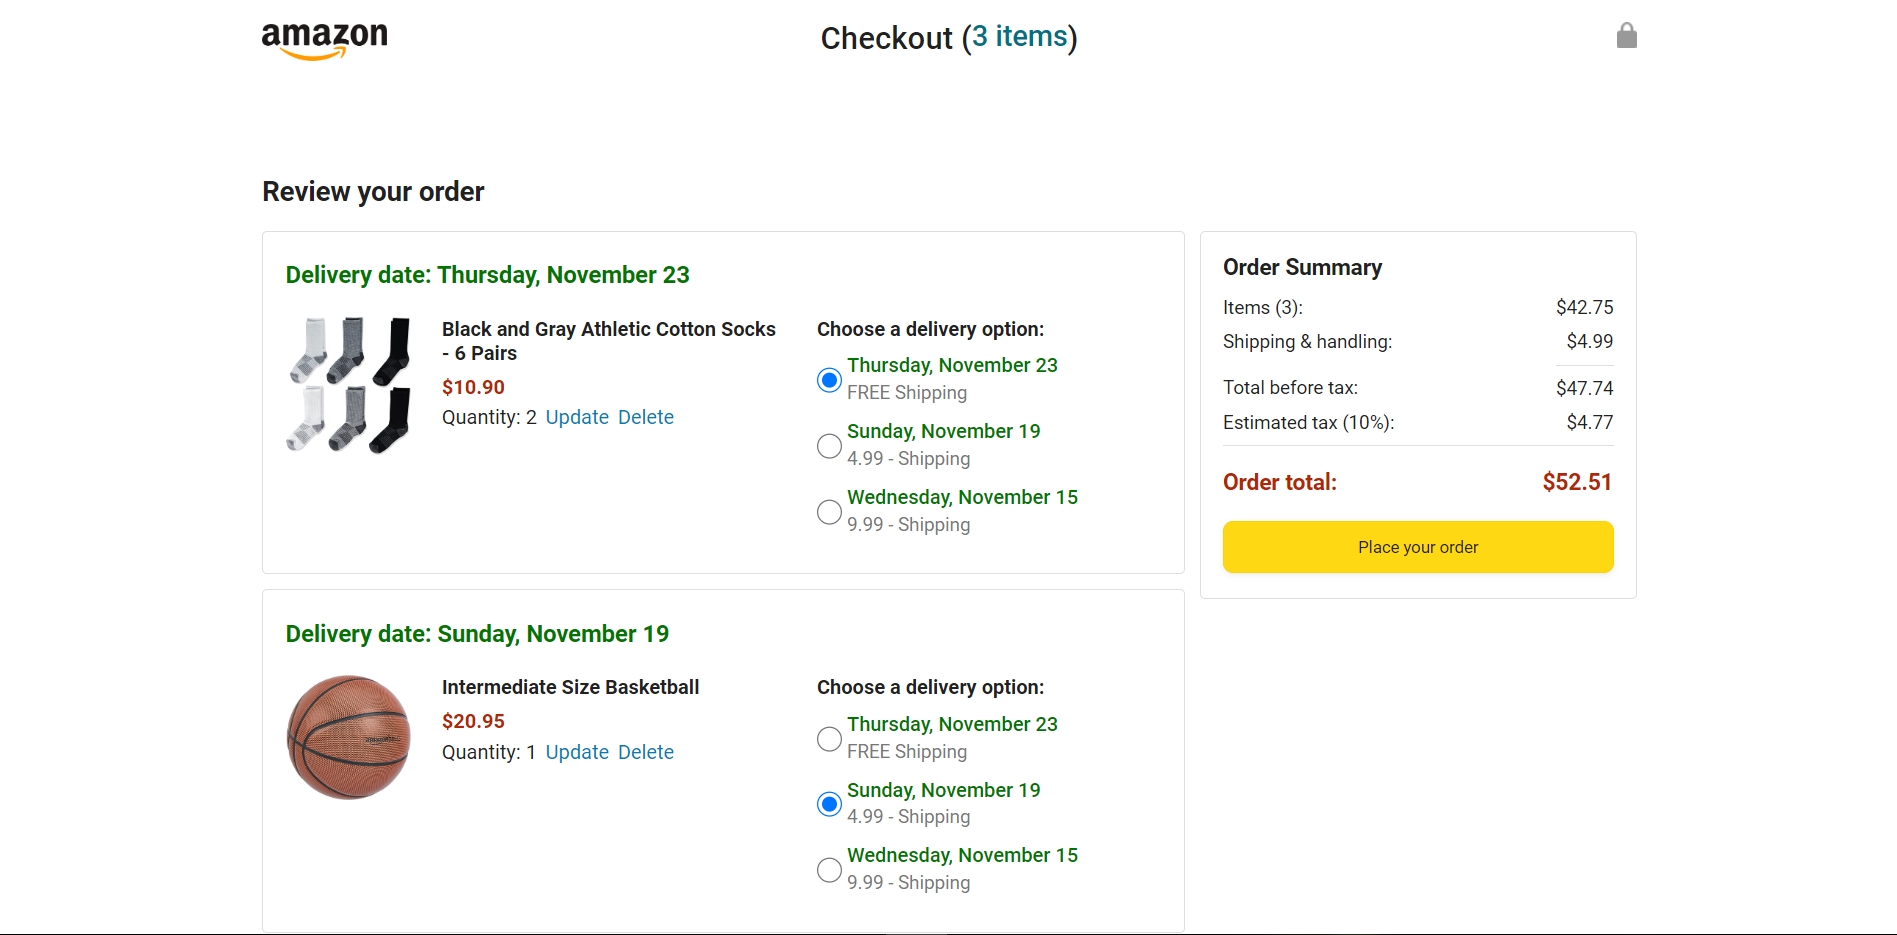 amazon
Checkout (3 items)
Review your order
Delivery date: Thursday, November 23
Black and Gray Athletic Cotton Socks
- 6 Pairs
$10.90
Quantity: 2 Update Delete
Choose a delivery option:
Thursday, November 23
FREE Shipping
Sunday, November 19
4.99 - Shipping
Wednesday, November 15
9.99 - Shipping
Delivery date: Sunday, November 19
Intermediate Size Basketball
$20.95
Quantity: 1 Update Delete
Choose a delivery option:
Thursday, November 23
FREE Shipping
Sunday, November 19
4.99 - Shipping
Wednesday, November 15
9.99 - Shipping
Order Summary
Items (3): $42.75
Shipping & handling: $4.99
Total before tax: $47.74
Estimated tax (10%): $4.77
Order total: $52.51
Place your order